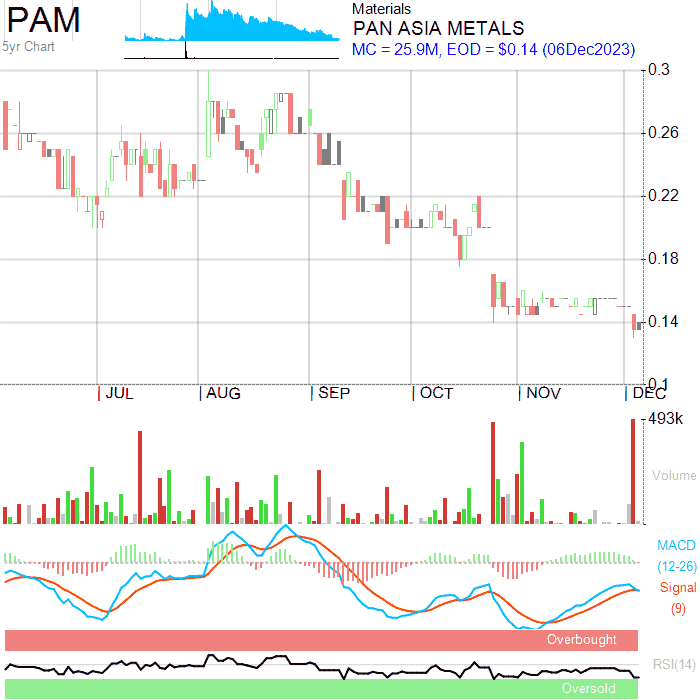 PAM
5yr Chart
Materials
PAN ASIA METALS
MC = 25.9M, EOD = $0.14 (06Dec2023)
0.3
0.26
0.22
0.18
0.14
0.1
JUL
AUG
SEP
OCT
NOV
DEC
493k
Volume
MACD
(12-26)
Signal
(9)
Overbought
RSI(14)
Oversold